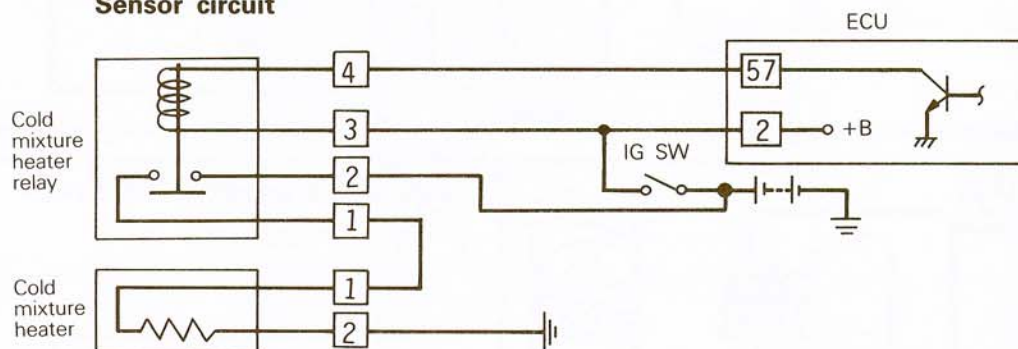 Sensor circuit
ECU
4
57
Cold
mixture
heater
relay
3
2
+B
IG SW
2
1
Cold
mixture
heater
1
2